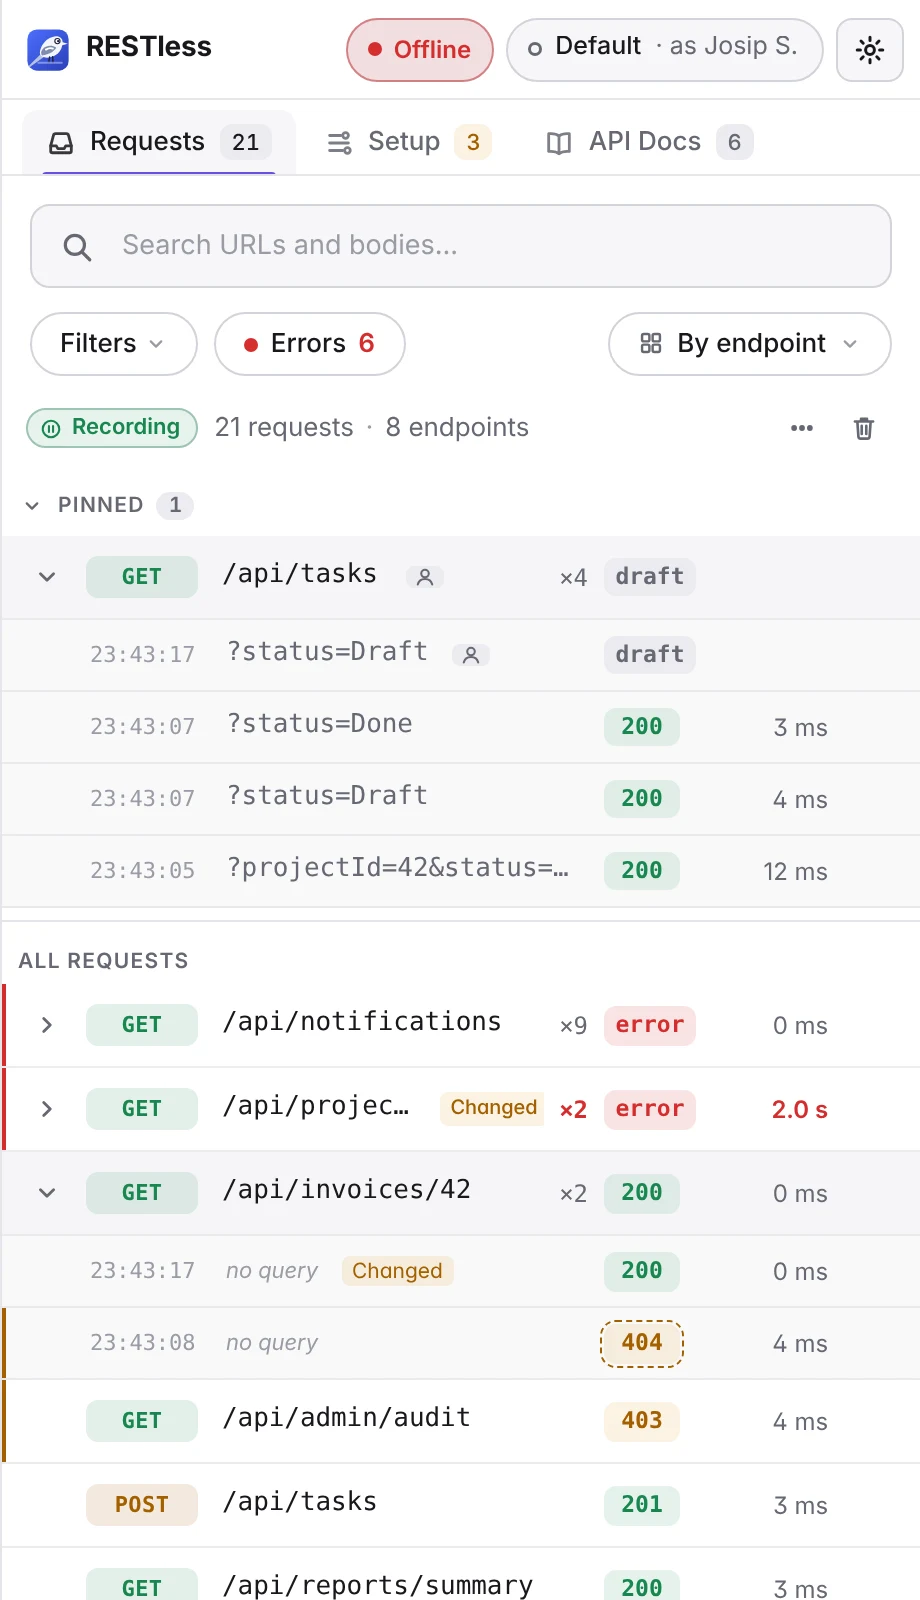 RESTless
Offline
Default · as Josip S.
Requests 21
Setup 3
API Docs 6
Search URLs and bodies...
Filters
Errors 6
By endpoint
Recording
21 requests · 8 endpoints
PINNED 1
GET /api/tasks ×4 draft
23:43:17 ?status=Draft draft
23:43:07 ?status=Done 200 3 ms
23:43:07 ?status=Draft 200 4 ms
23:43:05 ?projectId=42&status=… 200 12 ms
ALL REQUESTS
GET /api/notifications ×9 error 0 ms
GET /api/projec… Changed ×2 error 2.0 s
GET /api/invoices/42 ×2 200 0 ms
23:43:17 no query Changed 200 0 ms
23:43:08 no query 404 4 ms
GET /api/admin/audit 403 4 ms
POST /api/tasks 201 3 ms
GET /api/reports/summary 200 3 ms